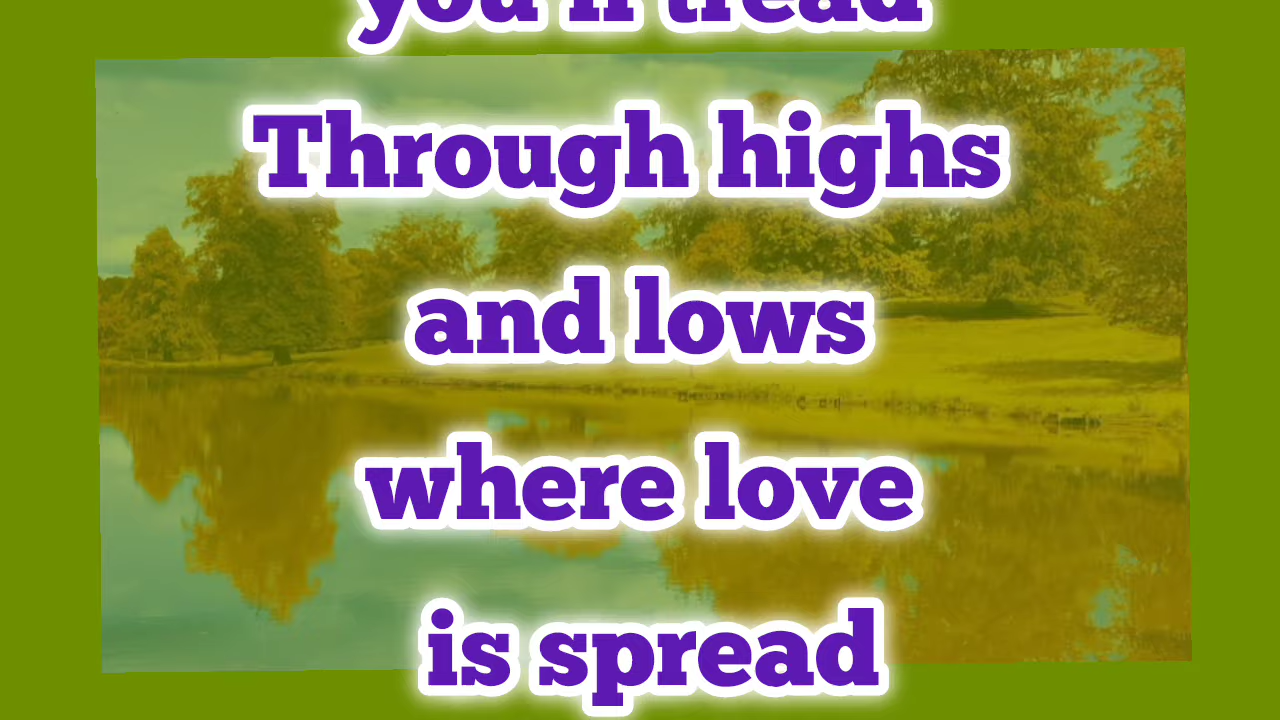 you'll tread
Through highs
and lows
where love
is spread